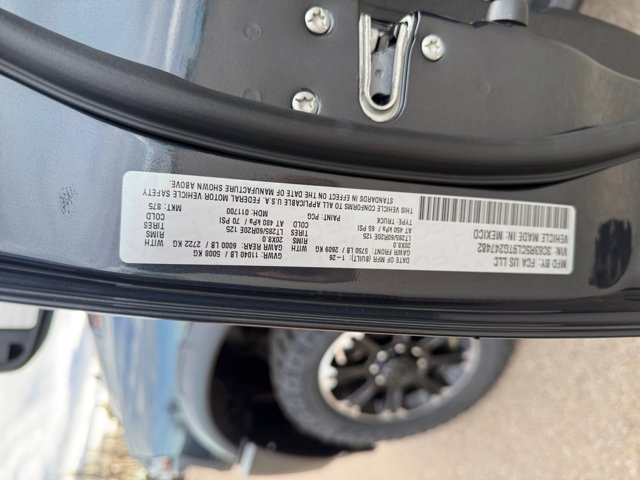 MFD BY: FCA US LLC
DATE OF MFR (BUILT): 1-26
GVWR: 11040 LB 5008 KG
GAWR FRONT: 5750 LB 2609 KG
WITH
TIRES
LT285/60R20E 125
RIMS
20X8.0
COLD
AT 450 kPa / 65 PSI
GAWR REAR: 6000 LB 2722 KG
WITH
TIRES
LT285/60R20E 125
RIMS
20X8.0
COLD
AT 480 kPa / 70 PSI
THIS VEHICLE CONFORMS TO ALL APPLICABLE U.S.A. FEDERAL MOTOR VEHICLE SAFETY
STANDARDS IN EFFECT ON THE DATE OF MANUFACTURE SHOWN ABOVE.
TYPE: TRUCK
PAINT: PCL
MDH: 011700
MKT: 575
VEHICLE MADE IN: MEXICO